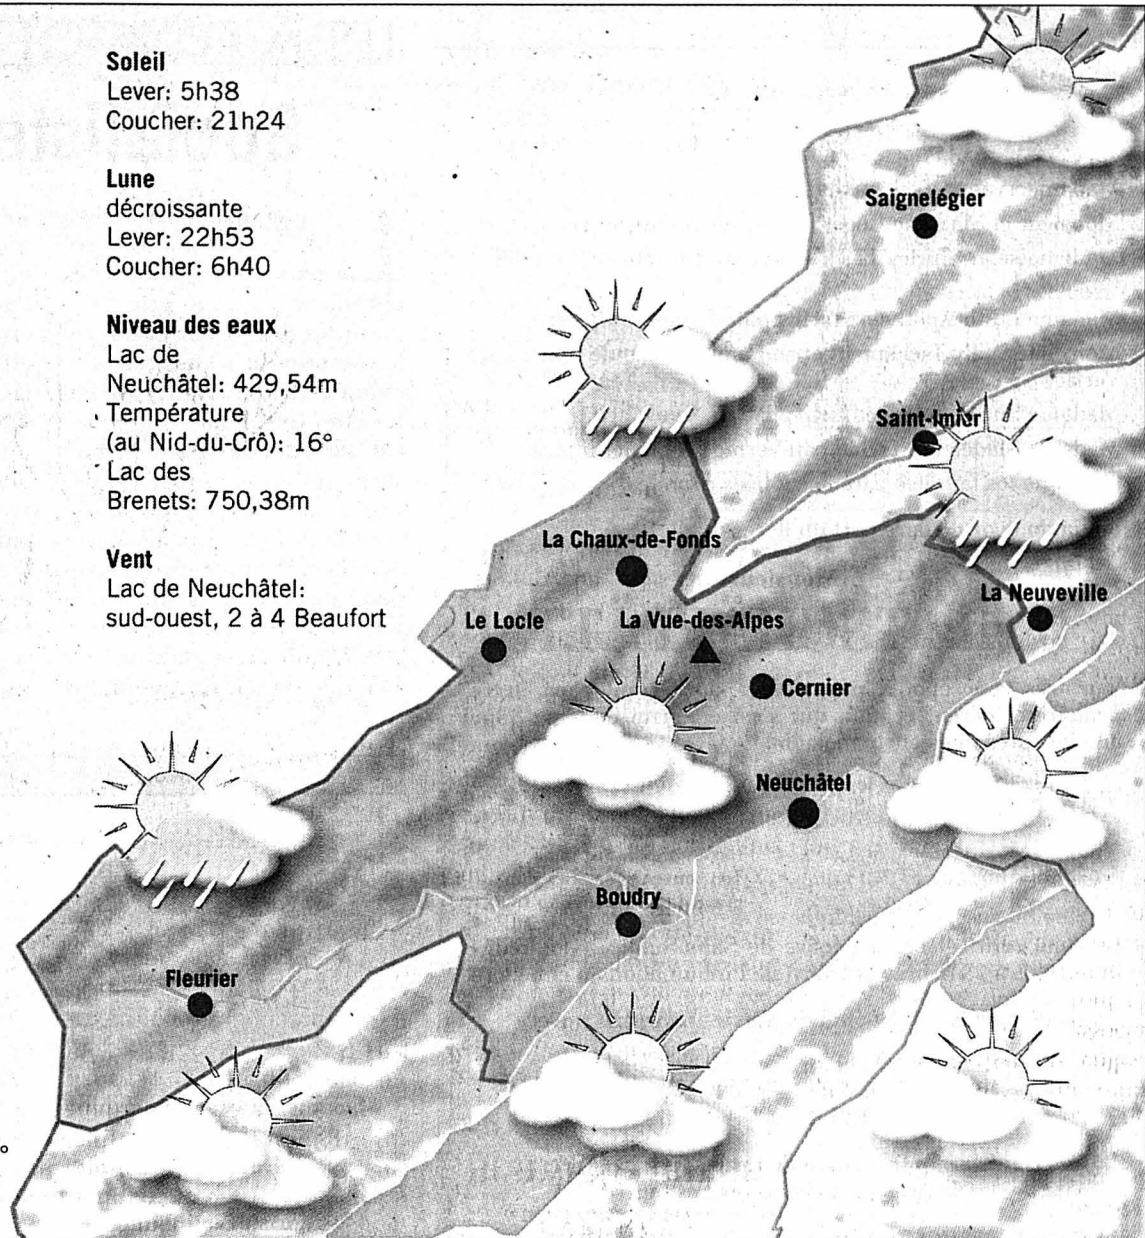 Soleil
Lever: 5h38
Coucher: 21h24
Lune
décroissante
Lever: 22h53
Coucher: 6h40
Niveau des eaux
Lac de
Neuchâtel: 429,54m
Température
(au Nid-du-Crô): 16°
Lac des
Brenets: 750,38m
Vent
Lac de Neuchâtel:
sud-ouest, 2 à 4 Beaufort
Saignelégier
Saint-Imier
La Chaux-de-Fonds
La Neuveville
Le Locle
La Vue-des-Alpes
Cernier
Neuchâtel
Boudry
Fleurier